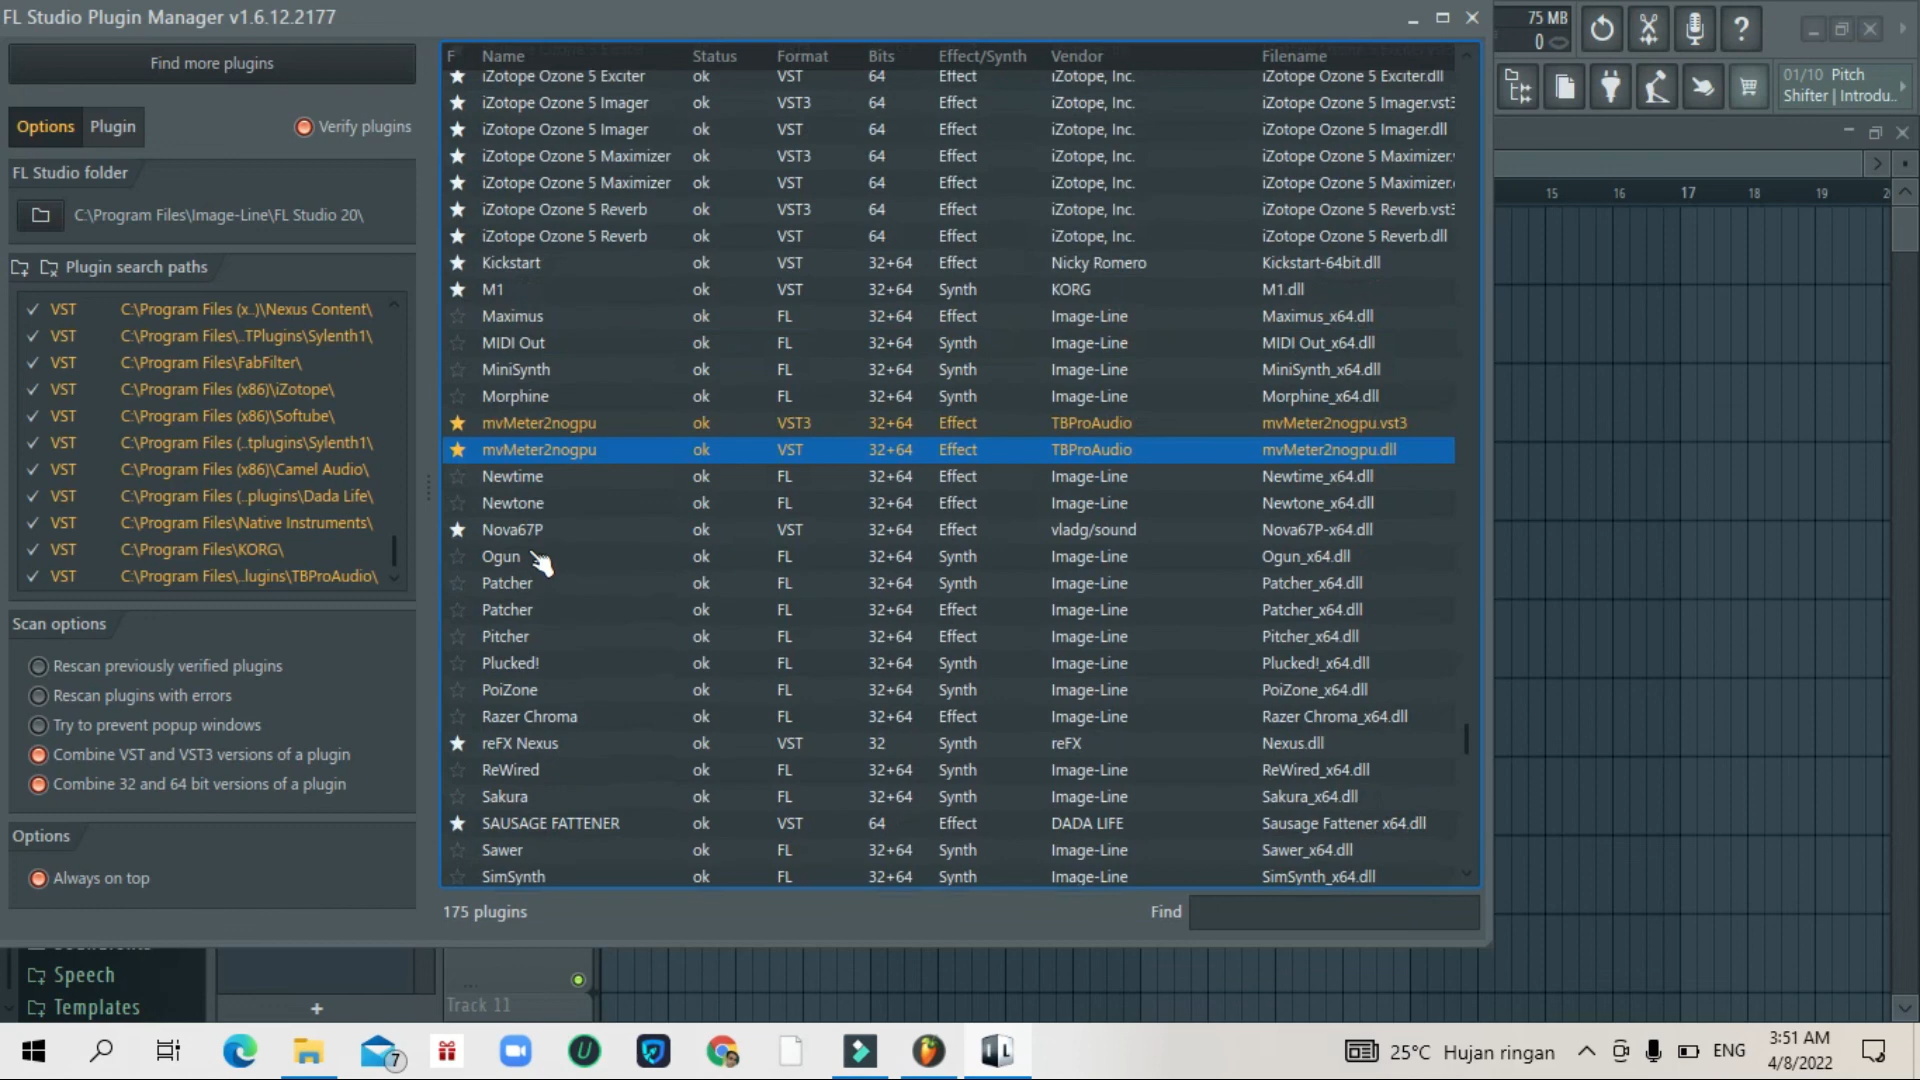 FL Studio Plugin Manager v1.6.12.2177
Find more plugins
Options Plugin Verify plugins
FL Studio folder
C:\Program Files\Image-Line\FL Studio 20\
Plugin search paths
VST C:\Program Files (x..)\Nexus Content\
VST C:\Program Files\..TPlugins\Sylenth1\
VST C:\Program Files\FabFilter\
VST C:\Program Files (x86)\iZotope\
VST C:\Program Files (x86)\Softube\
VST C:\Program Files (..tplugins\Sylenth1\
VST C:\Program Files (x86)\Camel Audio\
VST C:\Program Files (..plugins\Dada Life\
VST C:\Program Files\Native Instruments\
VST C:\Program Files\KORG\
VST C:\Program Files\..lugins\TBProAudio\
Scan options
Rescan previously verified plugins
Rescan plugins with errors
Try to prevent popup windows
Combine VST and VST3 versions of a plugin
Combine 32 and 64 bit versions of a plugin
Options
Always on top
F Name Status Format Bits Effect/Synth Vendor Filename
iZotope Ozone 5 Exciter ok VST 64 Effect iZotope, Inc. iZotope Ozone 5 Exciter.dll
iZotope Ozone 5 Imager ok VST3 64 Effect iZotope, Inc. iZotope Ozone 5 Imager.vst3
iZotope Ozone 5 Imager ok VST 64 Effect iZotope, Inc. iZotope Ozone 5 Imager.dll
iZotope Ozone 5 Maximizer ok VST3 64 Effect iZotope, Inc. iZotope Ozone 5 Maximizer.
iZotope Ozone 5 Maximizer ok VST 64 Effect iZotope, Inc. iZotope Ozone 5 Maximizer.
iZotope Ozone 5 Reverb ok VST3 64 Effect iZotope, Inc. iZotope Ozone 5 Reverb.vst3
iZotope Ozone 5 Reverb ok VST 64 Effect iZotope, Inc. iZotope Ozone 5 Reverb.dll
Kickstart ok VST 32+64 Effect Nicky Romero Kickstart-64bit.dll
M1 ok VST 32+64 Synth KORG M1.dll
Maximus ok FL 32+64 Effect Image-Line Maximus_x64.dll
MIDI Out ok FL 32+64 Synth Image-Line MIDI Out_x64.dll
MiniSynth ok FL 32+64 Synth Image-Line MiniSynth_x64.dll
Morphine ok FL 32+64 Synth Image-Line Morphine_x64.dll
mvMeter2nogpu ok VST3 32+64 Effect TBProAudio mvMeter2nogpu.vst3
mvMeter2nogpu ok VST 32+64 Effect TBProAudio mvMeter2nogpu.dll
Newtime ok FL 32+64 Effect Image-Line Newtime_x64.dll
Newtone ok FL 32+64 Effect Image-Line Newtone_x64.dll
Nova67P ok VST 32+64 Effect vladg/sound Nova67P-x64.dll
Ogun ok FL 32+64 Synth Image-Line Ogun_x64.dll
Patcher ok FL 32+64 Synth Image-Line Patcher_x64.dll
Patcher ok FL 32+64 Effect Image-Line Patcher_x64.dll
Pitcher ok FL 32+64 Effect Image-Line Pitcher_x64.dll
Plucked! ok FL 32+64 Synth Image-Line Plucked!_x64.dll
PoiZone ok FL 32+64 Synth Image-Line PoiZone_x64.dll
Razer Chroma ok FL 32+64 Effect Image-Line Razer Chroma_x64.dll
reFX Nexus ok VST 32 Synth reFX Nexus.dll
ReWired ok FL 32+64 Synth Image-Line ReWired_x64.dll
Sakura ok FL 32+64 Synth Image-Line Sakura_x64.dll
SAUSAGE FATTENER ok VST 64 Effect DADA LIFE Sausage Fattener x64.dll
Sawer ok FL 32+64 Synth Image-Line Sawer_x64.dll
SimSynth ok FL 32+64 Synth Image-Line SimSynth_x64.dll
175 plugins Find
75 MB
0
01/10 Pitch
Shifter | Introdu..
15 16 17 18 19
Speech
Templates
Track 11
7
25°C Hujan ringan ENG
3:51 AM
4/8/2022